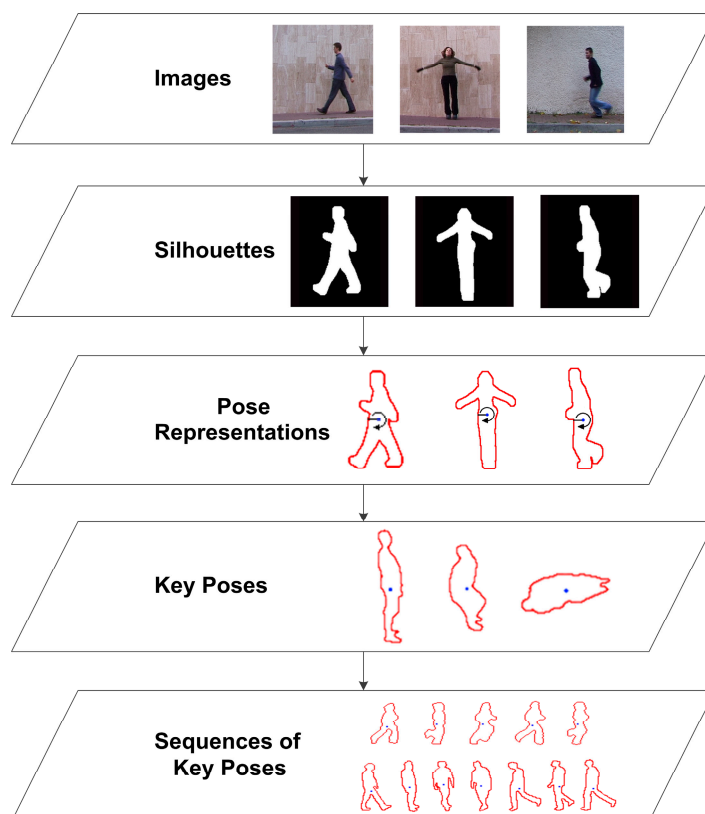 Images
Silhouettes
Pose
Representations
Key Poses
Sequences of
Key Poses